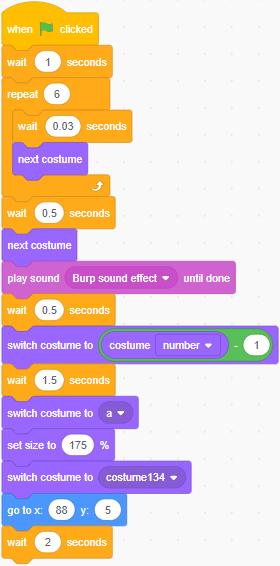 when clicked
wait 1 seconds
repeat 6
wait 0.03 seconds
next costume
wait 0.5 seconds
next costume
play sound Burp sound effect until done
wait 0.5 seconds
switch costume to costume number - 1
wait 1.5 seconds
switch costume to a
set size to 175 %
switch costume to costume134
go to x: 88 y: 5
wait 2 seconds